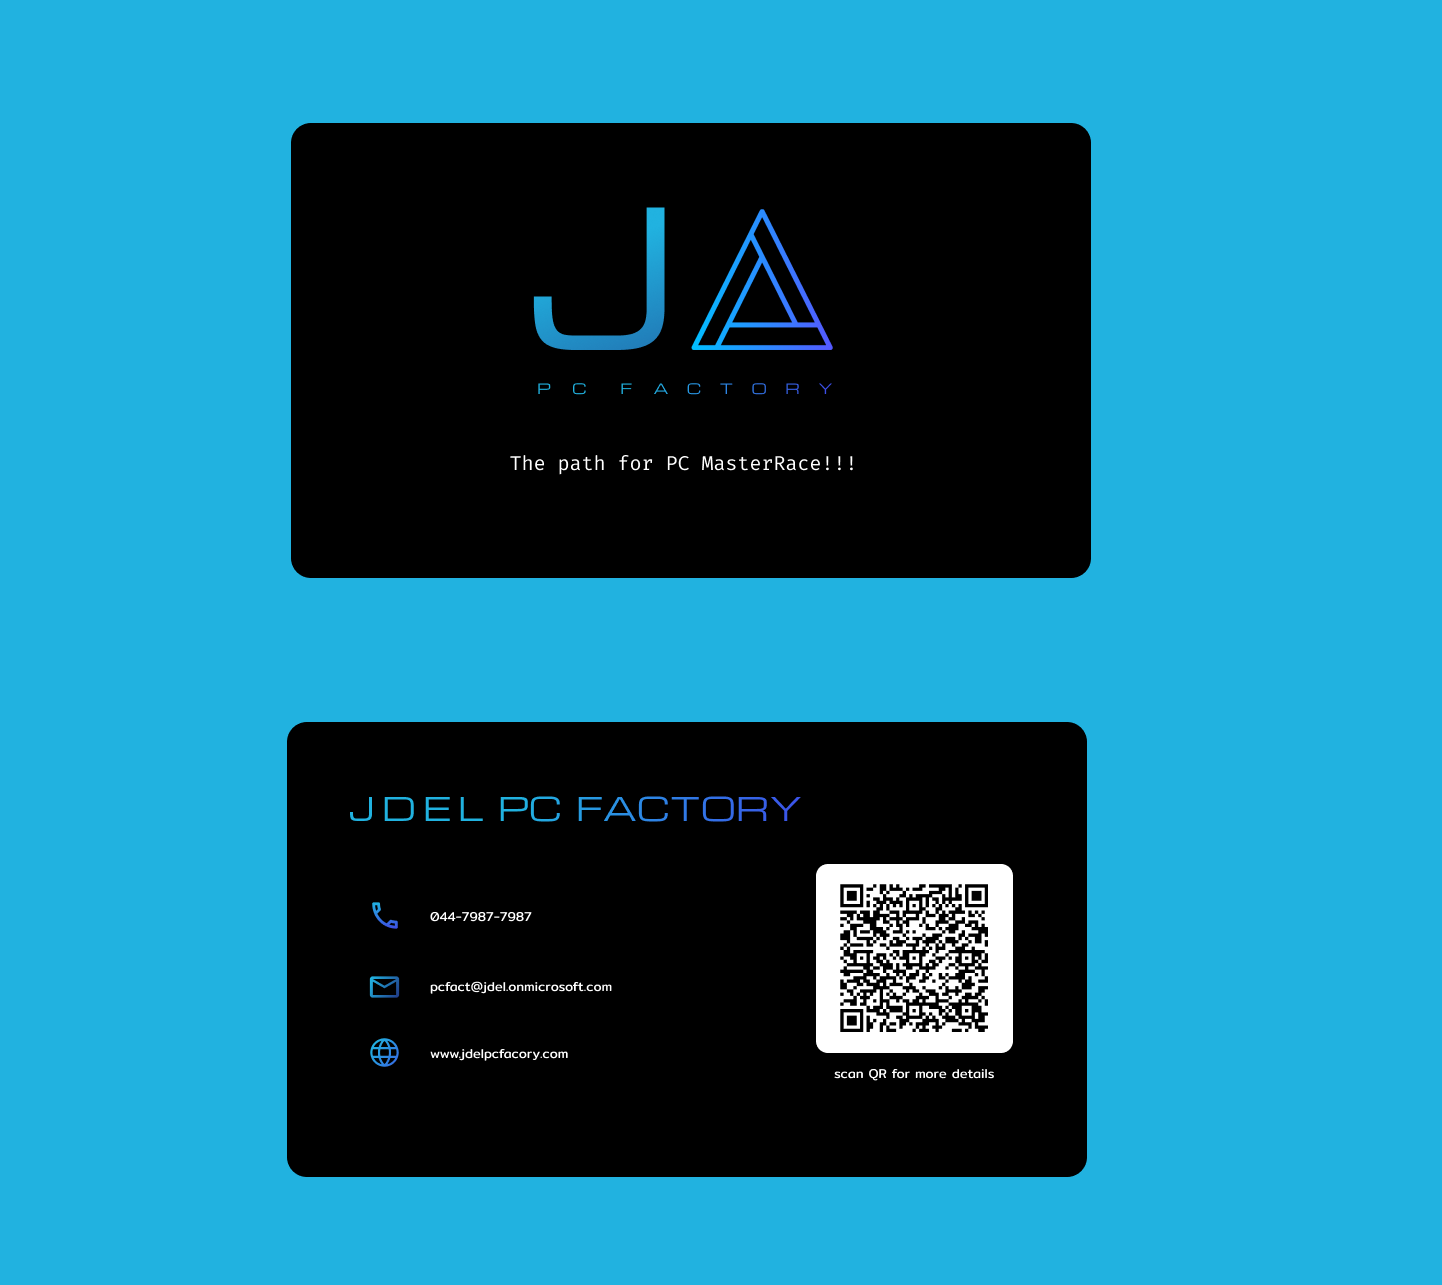 JA
PC FACTORY
The path for PC MasterRace!!!
JDEL PC FACTORY
044-7987-7987
pcfact@jdel.onmicrosoft.com
www.jdelpcfacory.com
scan QR for more details